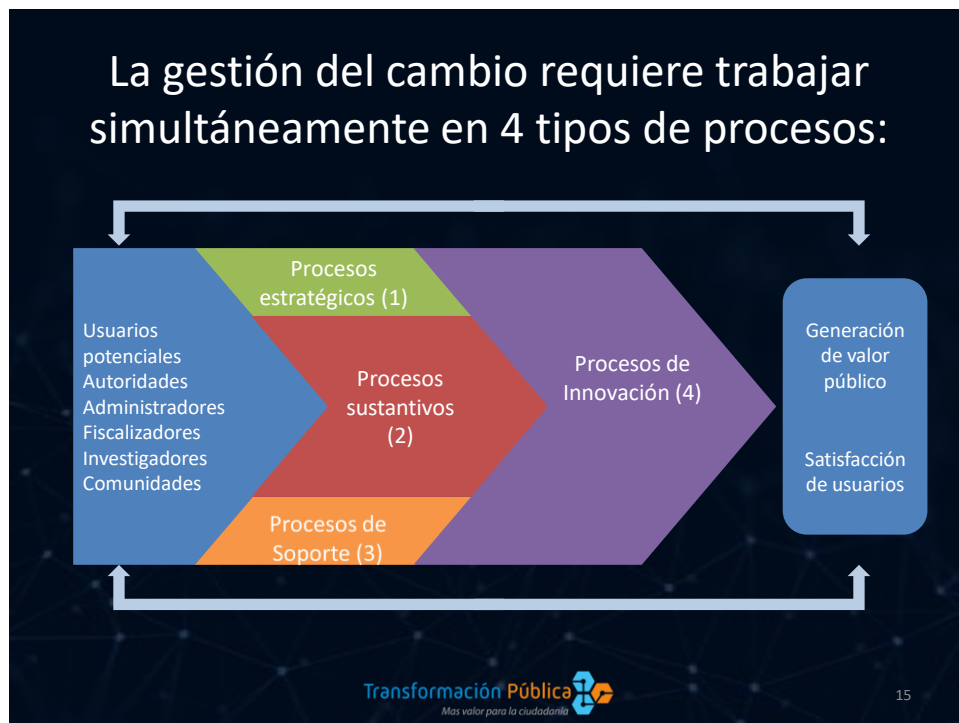 La gestión del cambio requiere trabajar
simultáneamente en 4 tipos de procesos:
Usuarios
potenciales
Autoridades
Administradores
Fiscalizadores
Investigadores
Comunidades
Procesos
estratégicos (1)
Procesos
sustantivos
(2)
Procesos de
Soporte (3)
Procesos de
Innovación (4)
Generación
de valor
público
Satisfacción
de usuarios
Transformación Pública
Mas valor para la ciudadanía
15